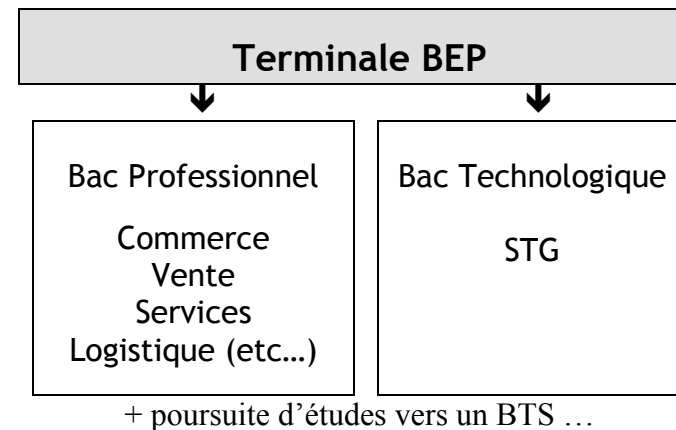 Terminale BEP
Bac Professionnel
Commerce
Vente
Services
Logistique (etc…)
Bac Technologique
STG
+ poursuite d’études vers un BTS …